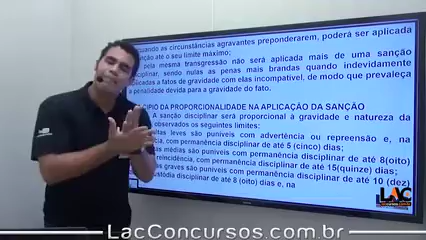 quando as circunstâncias agravantes preponderarem, poderá ser aplicada
sanção até o seu limite máximo;
pela mesma transgressão não será aplicada mais de uma sanção
disciplinar, sendo nulas as penas mais brandas quando indevidamente
aplicadas a fatos de gravidade com elas incompatível, de modo que prevaleça
a penalidade devida para a gravidade do fato.
CIPIO DA PROPORCIONALIDADE NA APLICAÇÃO DA SANÇÃO
A sanção disciplinar será proporcional à gravidade e natureza da
observados os seguintes limites:
faltas leves são puníveis com advertência ou repreensão e, na
com permanência disciplinar de até 5 (cinco) dias;
médias são puníveis com permanência disciplinar de até 8(oito)
reincidência, com permanência disciplinar de até 15(quinze) dias;
graves são puníveis com permanência disciplinar de até 10 (dez)
custódia disciplinar de até 8 (oito) dias e, na
LAC
LacConcursos.com.br